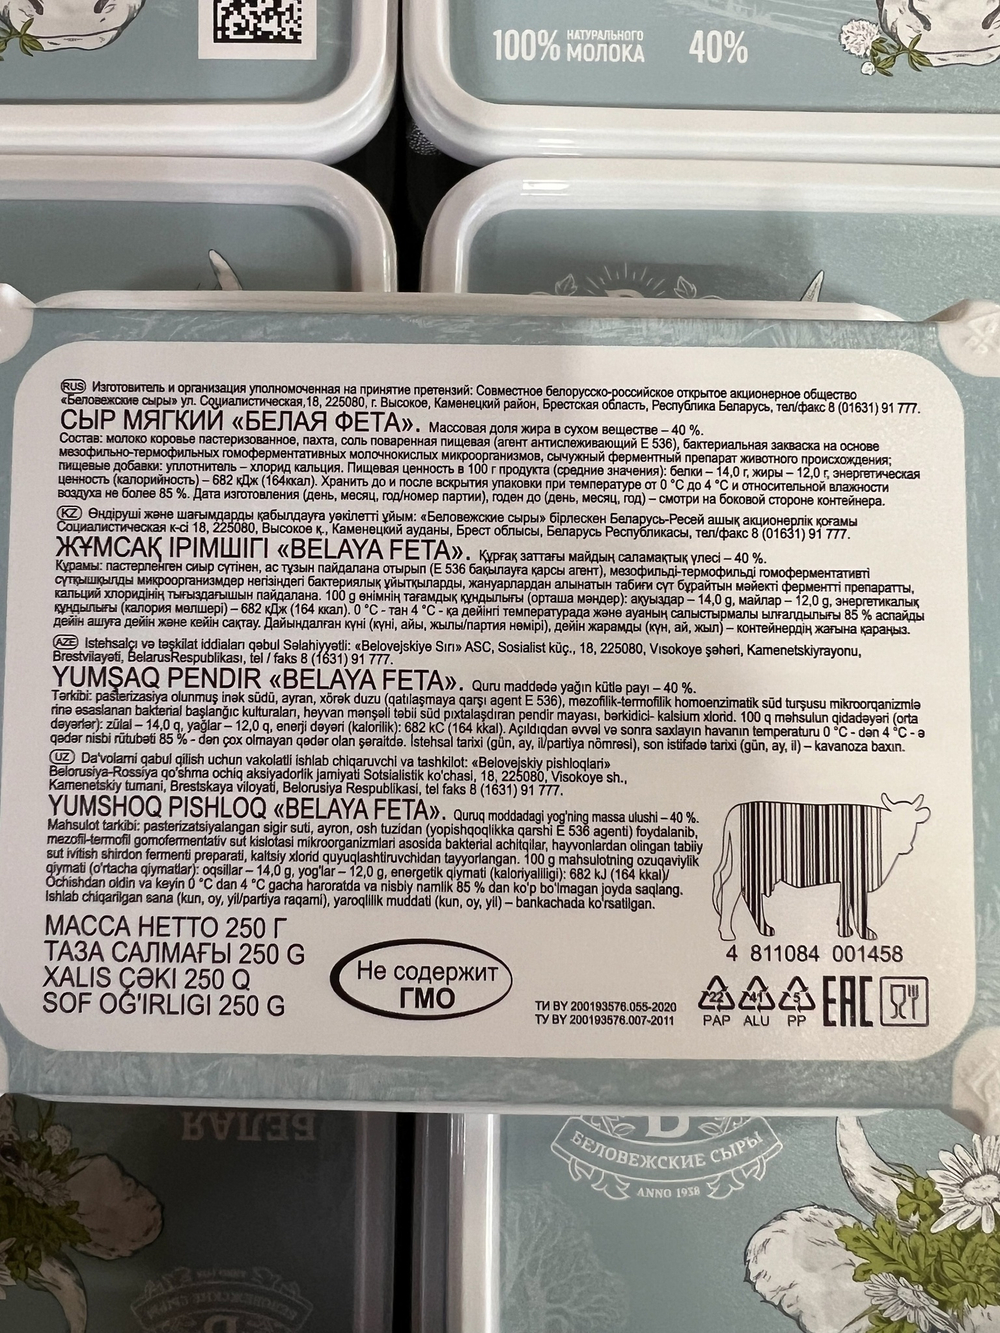 100% НАТУРАЛЬНОГО МОЛОКА 40%
RUS Изготовитель и организация уполномоченная на принятие претензий: Совместное белорусско-российское открытое акционерное общество
«Беловежские сыры» ул. Социалистическая,18, 225080, г. Высокое, Каменецкий район, Брестская область, Республика Беларусь, тел/факс 8 (01631) 91 777.
СЫР МЯГКИЙ «БЕЛАЯ ФЕТА». Массовая доля жира в сухом веществе – 40 %.
Состав: молоко коровье пастеризованное, пахта, соль поваренная пищевая (агент антислеживающий Е 536), бактериальная закваска на основе
мезофильно-термофильных гомоферментативных молочнокислых микроорганизмов, сычужный ферментный препарат животного происхождения;
пищевые добавки: уплотнитель – хлорид кальция. Пищевая ценность в 100 г продукта (средние значения): белки – 14,0 г, жиры – 12,0 г, энергетическая
ценность (калорийность) – 682 кДж (164ккал). Хранить до и после вскрытия упаковки при температуре от 0 °С до 4 °С и относительной влажности
воздуха не более 85 %. Дата изготовления (день, месяц, год/номер партии), годен до (день, месяц, год) – смотри на боковой стороне контейнера.
KZ Өндіруші және шағымдарды қабылдауға уәкілетті ұйым: «Беловежские сыры» бірлескен Беларусь-Ресей ашық акционерлік қоғамы
Социалистическая к-сі 18, 225080, Высокое қ., Каменецкий ауданы, Брест облысы, Беларусь Республикасы, тел/факс 8 (01631) 91 777.
ЖҰМСАҚ ІРІМШІГІ «BELAYA FETA». Құрғақ заттағы майдың саламақтық үлесі – 40 %.
Құрамы: пастерленген сиыр сүтінен, ас тұзын пайдалана отырып (Е 536 бақылауға қарсы агент), мезофильді-термофильді гомоферментативті
сүтқышқылды микроорганизмдер негізіндегі бактериялық ұйытқыларды, жануарлардан алынатын табиғи сүт бұрайтын мәйекті ферментті препаратты,
кальций хлоридінің тығыздағышын пайдалана. 100 g өнімнің тағамдық құндылығы (орташа мәндер): ақуыздар – 14,0g, майлар – 12,0 g, энергетикалық
құндылығы (калория мөлшері) – 682 кДж (164 ккал). 0 °С - тан 4 °С - қа дейінгі температурада және ауаның салыстырмалы ылғалдылығы 85 % аспайды
дейін ашуға дейін және кейін сақтау. Дайындалған күні (күні, айы, жылы/партия нөмірі), дейін жарамды (күн, ай, жыл) – контейнердің жағына қараңыз.
AZE Istehsalçı və təşkilat iddiaları qəbul Səlahiyyətli: «Belovejskiye Sırı» ASC, Sosialist küç., 18, 225080, Vısokoye şəhəri, Kamenetskiyrayonu,
Brestvilayəti, BelarusRespublikası, tel / faks 8 (1631) 91 777.
YUMŞAQ PENDIR «BELAYA FETA». Quru maddədə yağın kütlə payı – 40 %.
Tərkibi: pasterizasiya olunmuş inək südü, ayran, xörək duzu (qatılaşmaya qarşı agent E 536), mezofilik-termofilik homoenzimatik süd turşusu mikroorqanizmlə
rinə əsaslanan bakterial başlanğıc kulturaları, heyvan mənşəli təbii süd pıxtalaşdıran pendir mayası, bərkidici- kalsium xlorid. 100 q məhsulun qidadəyəri (orta
dəyərlər): zülal – 14,0 q, yağlar – 12,0 q, enerji dəyəri (kalorilik): 682 kC (164 kkal). Açıldıqdan əvvəl və sonra saxlayın havanın temperaturu 0 °C - dən 4 °C - ə
qədər nisbi rütubəti 85 % - dən çox olmayan qədər olan şəraitdə. İstehsal tarixi (gün, ay, il/partiya nömrəsi), son istifadə tarixi (gün, ay, il) – kavanoza baxın.
UZ Da'volarni qabul qilish uchun vakolatli ishlab chiqaruvchi va tashkilot: «Belovejskiy pishloqlari»
Belorusiya-Rossiya qo'shma ochiq aksiyadorlik jamiyati Sotsialistik ko'chasi, 18, 225080, Visokoye sh.,
Kamenetskiy tumani, Brestskaya viloyati, Belorusiya Respublikasi, tel faks 8 (1631) 91 777.
YUMSHOQ PISHLOQ «BELAYA FETA». Quruq moddadagi yog'ning massa ulushi – 40 %.
Mahsulot tarkibi: pasterizatsiyalangan sigir suti, ayron, osh tuzidan (yopishqoqlikka qarshi E 536 agenti) foydalanib,
mezofil-termofil gomofermentativ sut kislotasi mikroorganizmlari asosida bakterial achitqilar, hayvonlardan olingan tabiiy
sut ivitish shirdon fermenti preparati, kaltsiy xlorid quyuqlashtiruvchidan tayyorlangan. 100 g mahsulotning ozuqaviylik
qiymati (o'rtacha qiymatlar): oqsillar – 14,0 g, yog'lar – 12,0 g, energetik qiymati (kaloriyaliligi): 682 kJ (164 kkal)/
Ochishdan oldin va keyin 0 °C dan 4 °C gacha haroratda va nisbiy namlik 85 % dan ko'p bo'lmagan joyda saqlang.
Ishlab chiqarilgan sana (kun, oy, yil/partiya raqami), yaroqlilik muddati (kun, oy, yil) – bankachada ko'rsatilgan.
МАССА НЕТТО 250 Г
ТАЗА САЛМАҒЫ 250 G
XALIS ÇƏKI 250 Q
SOF OG'IRLIGI 250 G
Не содержит
ГМО
4 811084 001458
ТИ BY 200193576.055-2020
ТУ BY 200193576.007-2011
22 PAP
41 ALU
5 PP
EAC
БЕЛАЯ
БЕЛОВЕЖСКИЕ СЫРЫ
ANNO 1938